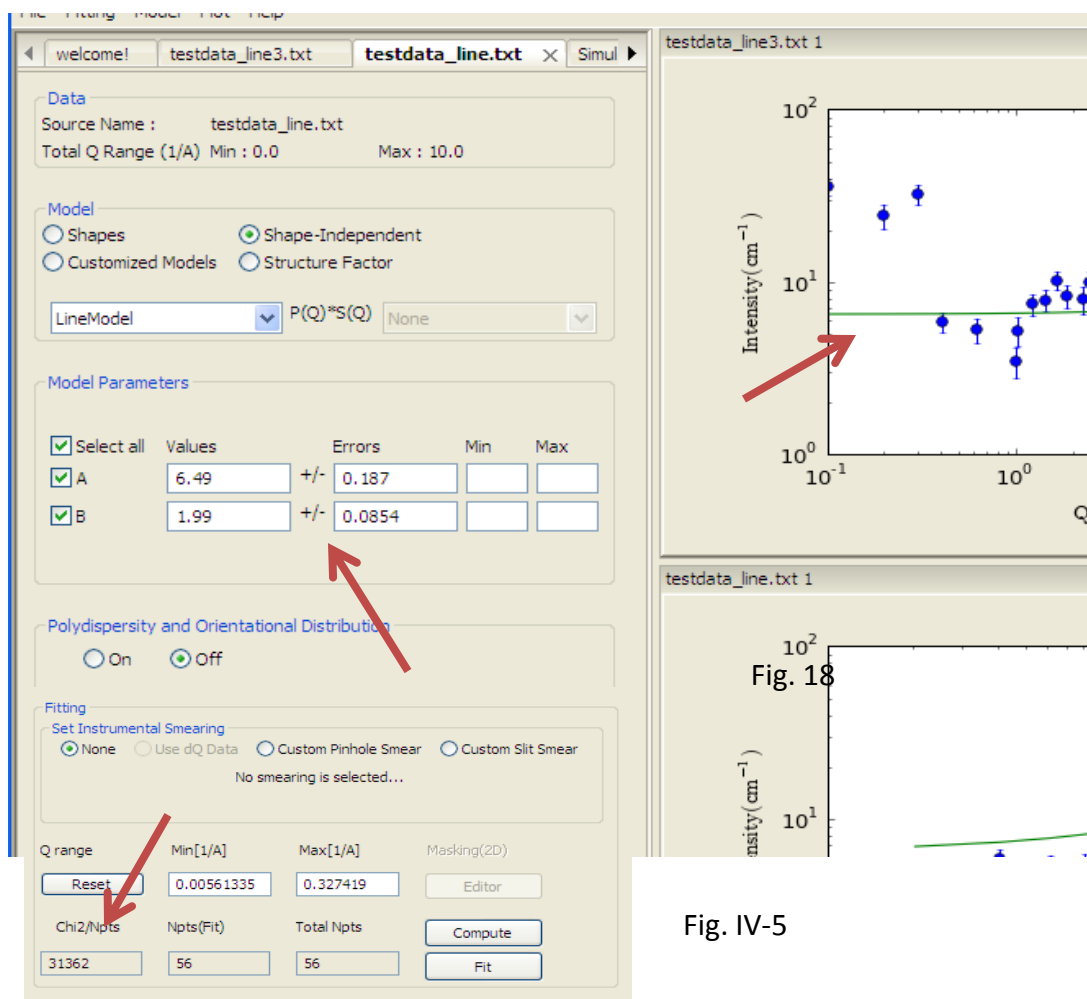 File Fitting Model Plot Help
welcome! testdata_line3.txt testdata_line.txt Simul
Data
Source Name : testdata_line.txt
Total Q Range (1/A) Min : 0.0 Max : 10.0
Model
Shapes Shape-Independent
Customized Models Structure Factor
LineModel P(Q)*S(Q) None
Model Parameters
Select all Values Errors Min Max
A 6.49 +/- 0.187
B 1.99 +/- 0.0854
Polydispersity and Orientational Distribution
On Off
Fitting
Set Instrumental Smearing
None Use dQ Data Custom Pinhole Smear Custom Slit Smear
No smearing is selected...
Q range Min[1/A] Max[1/A] Masking(2D)
Reset 0.00561335 0.327419 Editor
Chi2/Npts Npts(Fit) Total Npts Compute
31362 56 56 Fit
testdata_line3.txt 1
10²
Intensity(cm⁻¹)
10¹
10⁰
10⁻¹ 10⁰
Q
testdata_line.txt 1
10²
Fig. 18
10¹
Fig. IV-5